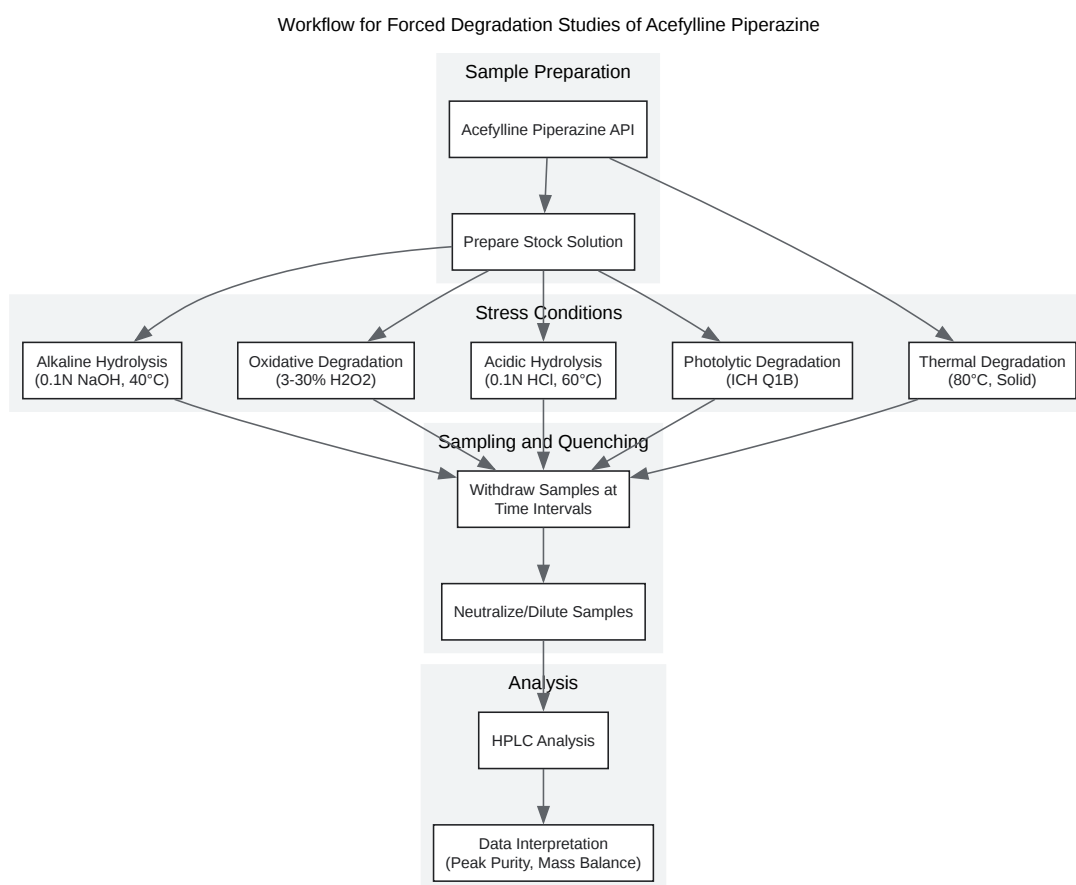 Workflow for Forced Degradation Studies of Acefylline Piperazine
Sample Preparation
Acefylline Piperazine API
Prepare Stock Solution
Stress Conditions
Alkaline Hydrolysis
(0.1N NaOH, 40°C)
Oxidative Degradation
(3-30% H2O2)
Acidic Hydrolysis
(0.1N HCl, 60°C)
Photolytic Degradation
(ICH Q1B)
Thermal Degradation
(80°C, Solid)
Sampling and Quenching
Withdraw Samples at
Time Intervals
Neutralize/Dilute Samples
Analysis
HPLC Analysis
Data Interpretation
(Peak Purity, Mass Balance)